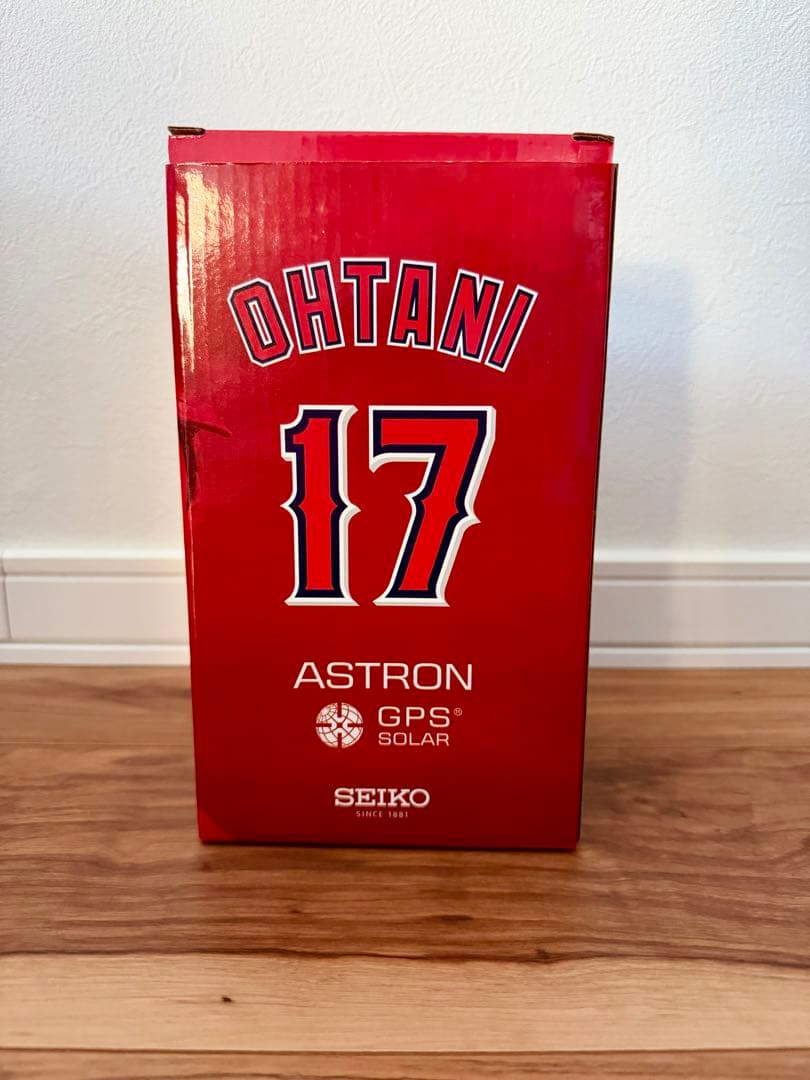 OHTANI
17
ASTRON
GPS®
SOLAR
SEIKO
SINCE 1881